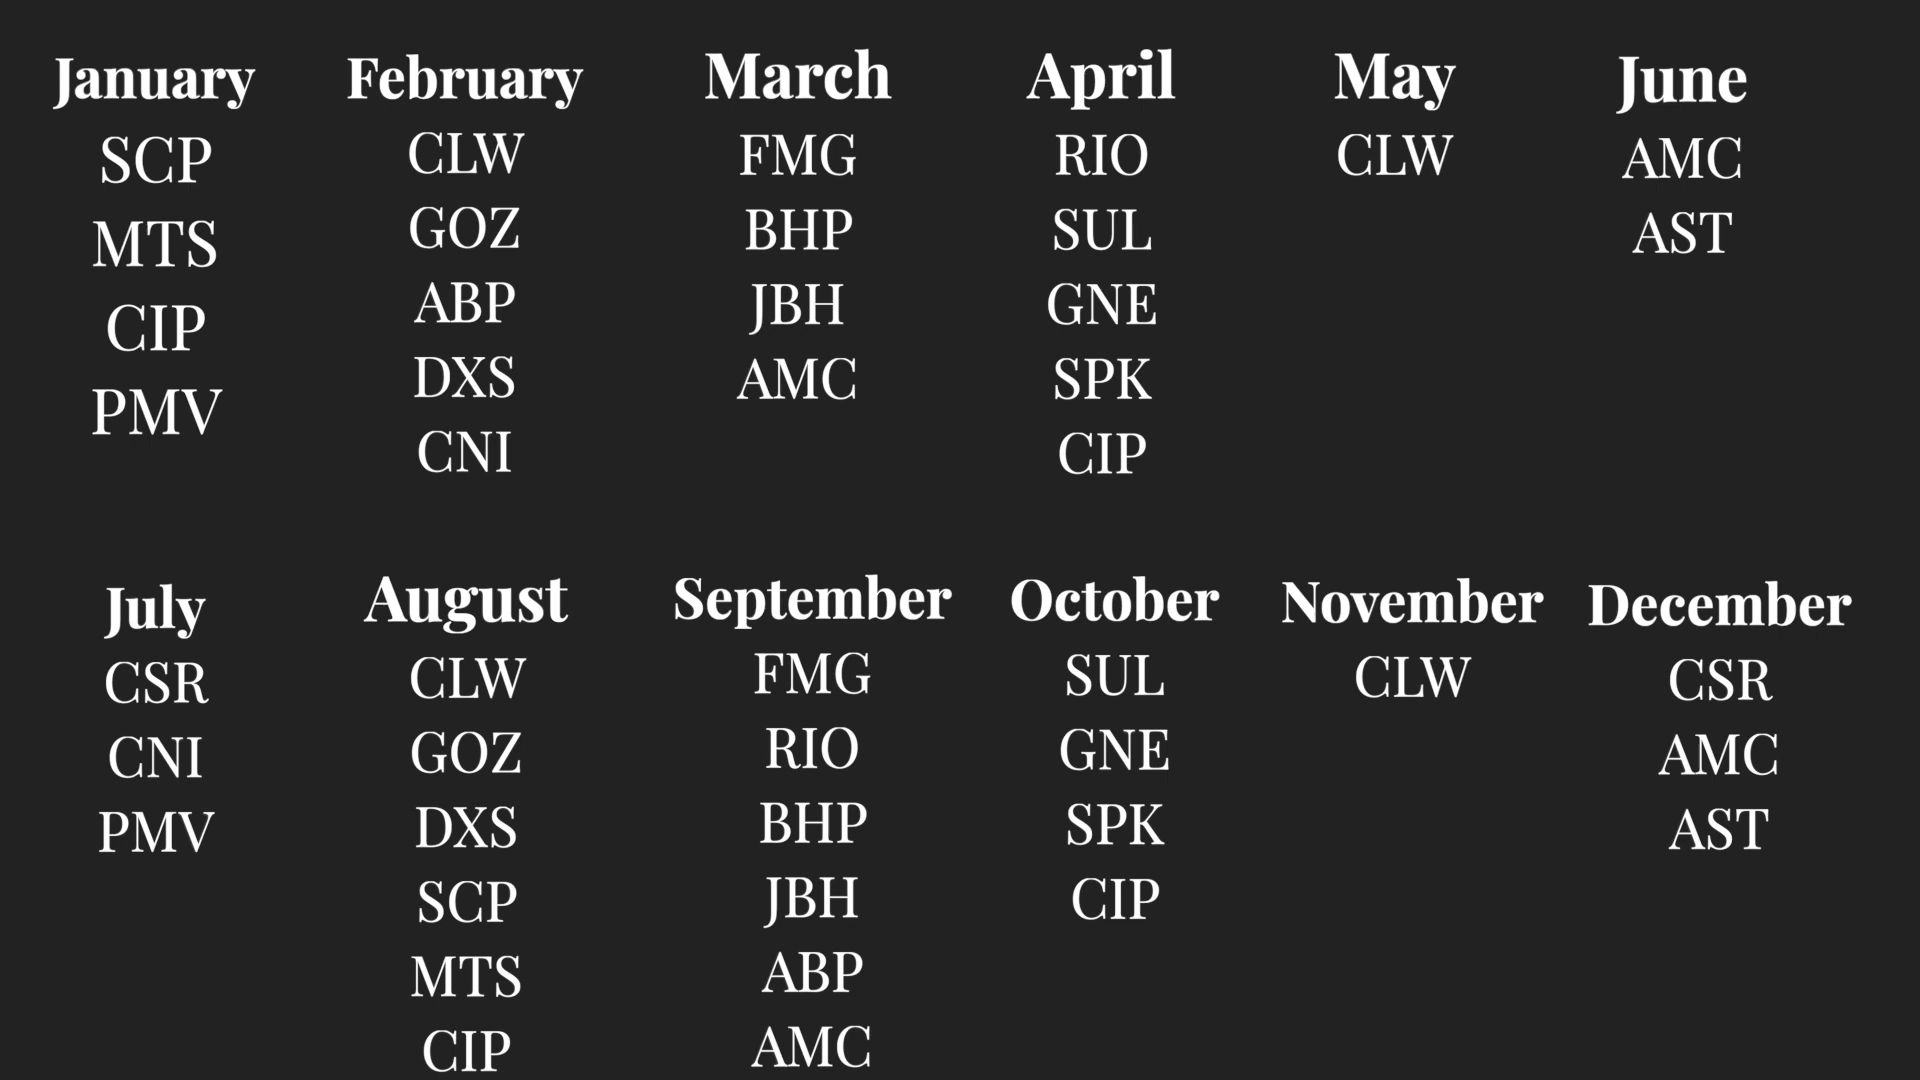 January
SCP
MTS
CIP
PMV
February
CLW
GOZ
ABP
DXS
CNI
March
FMG
BHP
JBH
AMC
April
RIO
SUL
GNE
SPK
CIP
May
CLW
June
AMC
AST
July
CSR
CNI
PMV
August
CLW
GOZ
DXS
SCP
MTS
CIP
September
FMG
RIO
BHP
JBH
ABP
AMC
October
SUL
GNE
SPK
CIP
November
CLW
December
CSR
AMC
AST